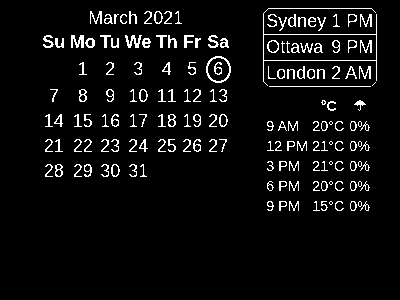 March 2021
Su Mo Tu We Th Fr Sa
1 2 3 4 5 6
7 8 9 10 11 12 13
14 15 16 17 18 19 20
21 22 23 24 25 26 27
28 29 30 31
Sydney 1 PM
Ottawa 9 PM
London 2 AM
°C ☂
9 AM 20°C 0%
12 PM 21°C 0%
3 PM 21°C 0%
6 PM 20°C 0%
9 PM 15°C 0%